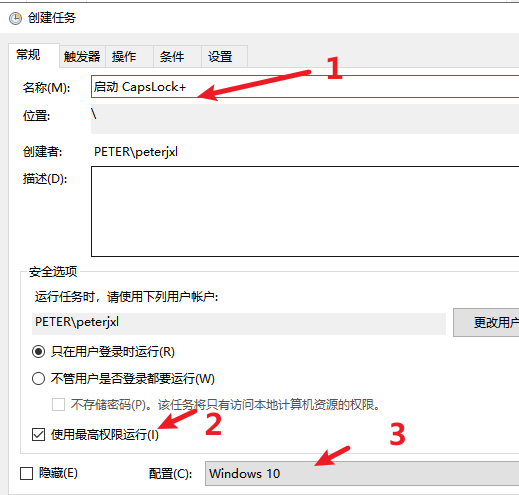 创建任务
常规 触发器 操作 条件 设置
名称(M): 启动 CapsLock+ 1
位置: \
创建者: PETER\peterjxl
描述(D):
安全选项
运行任务时，请使用下列用户帐户:
PETER\peterjxl 更改用户
只在用户登录时运行(R)
不管用户是否登录都要运行(W)
不存储密码(P)。该任务将只有访问本地计算机资源的权限。
使用最高权限运行(I) 2
隐藏(E) 配置(C): Windows 10 3